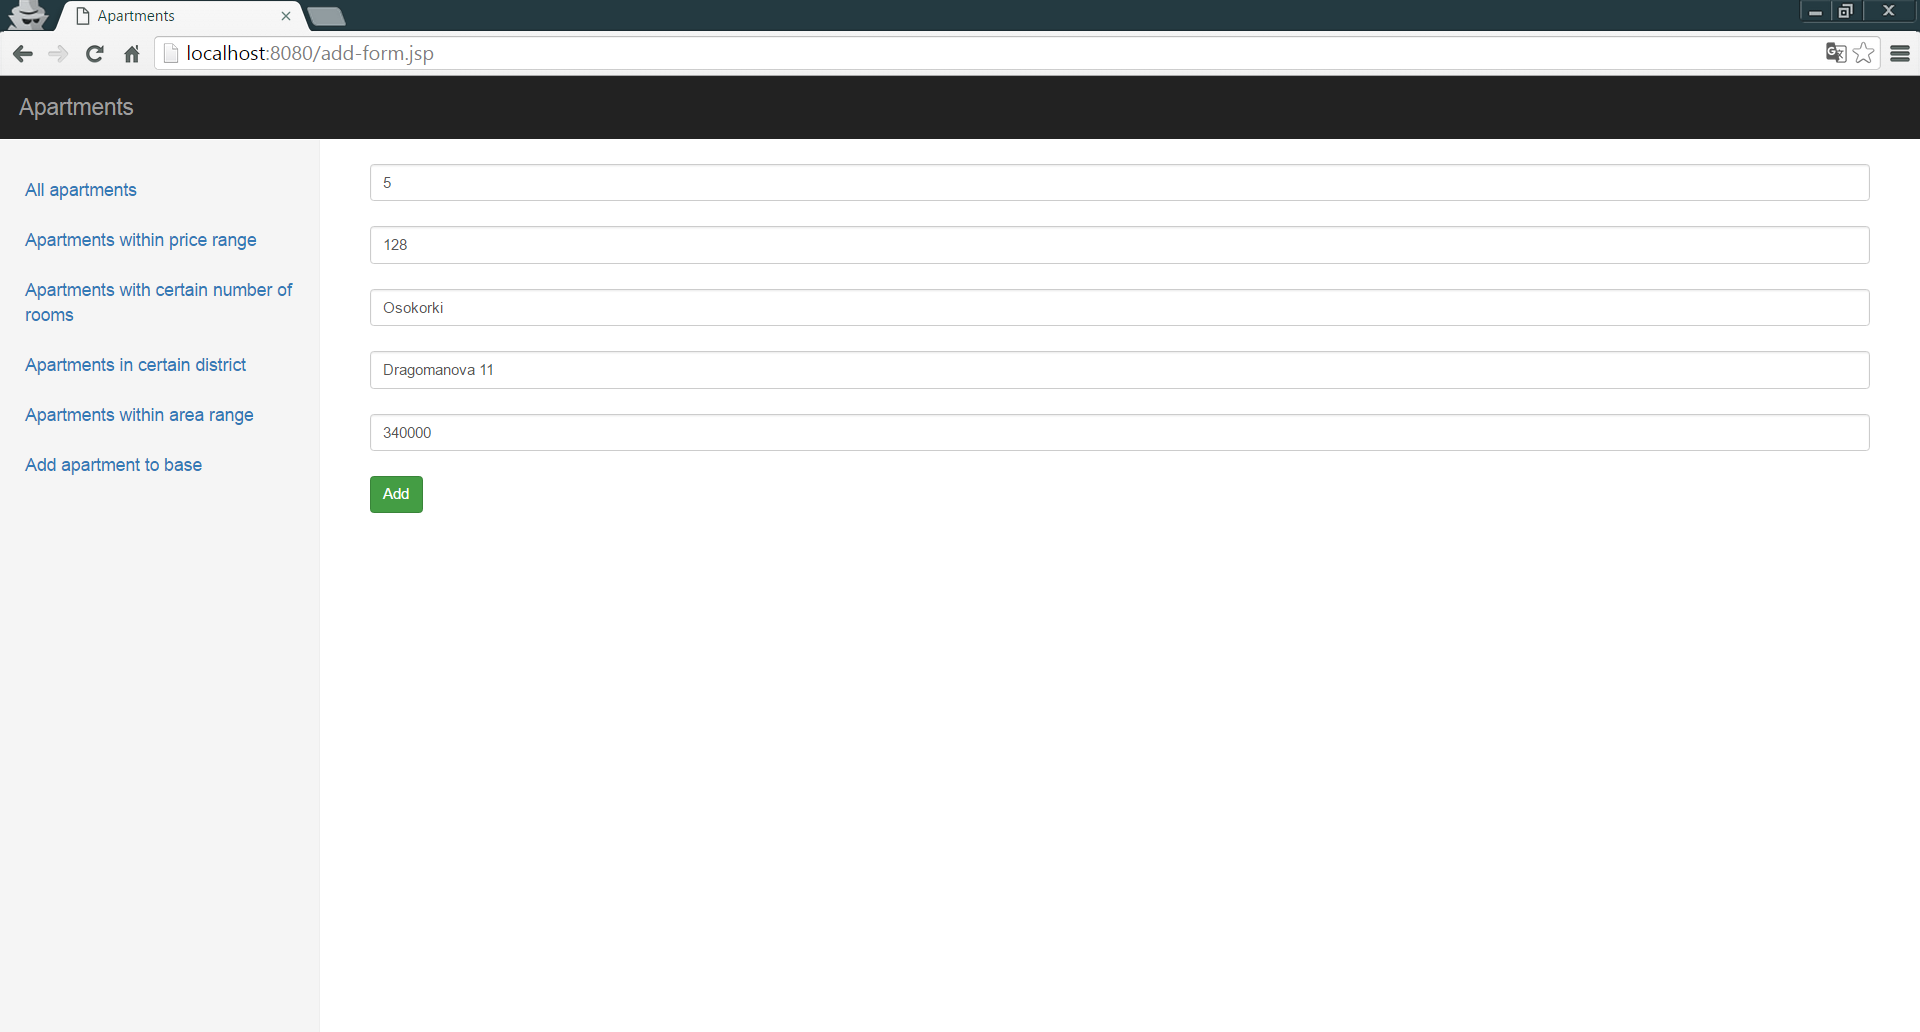 Apartments
localhost:8080/add-form.jsp
Apartments
All apartments
Apartments within price range
Apartments with certain number of
rooms
Apartments in certain district
Apartments within area range
Add apartment to base
5
128
Osokorki
Dragomanova 11
340000
Add